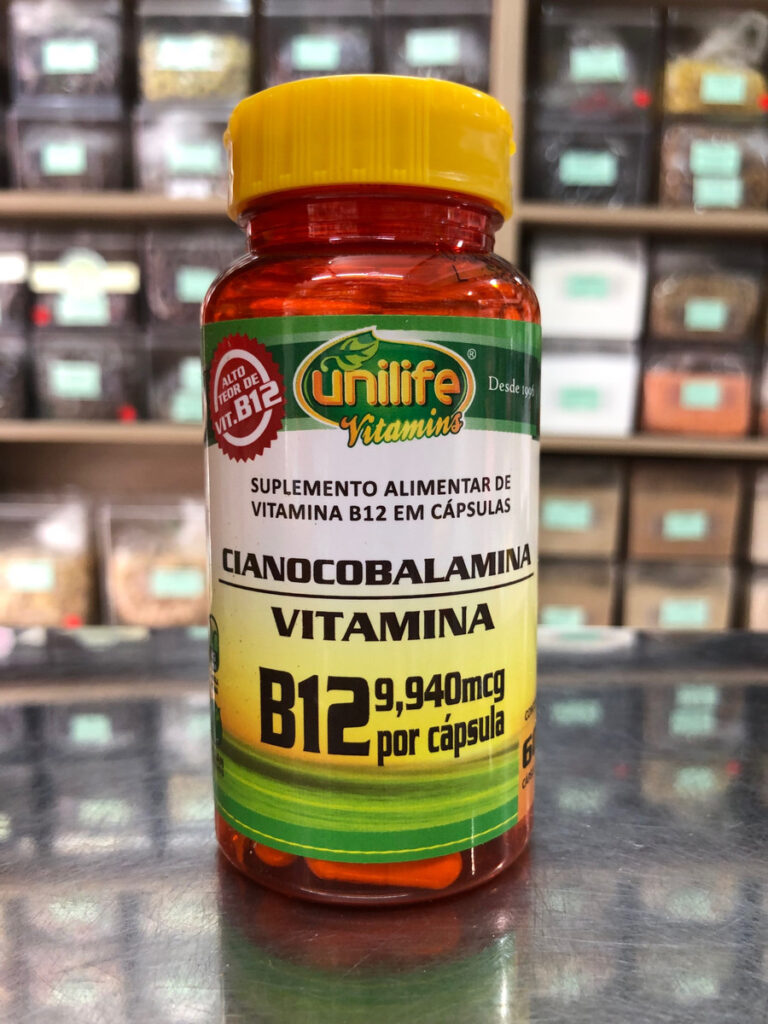 ALTO
TEOR DE
VIT.B12
unilife®
Vitamins
Desde 1996
SUPLEMENTO ALIMENTAR DE
VITAMINA B12 EM CÁPSULAS
CIANOCOBALAMINA
VITAMINA
B12 9,940mcg
por cápsula